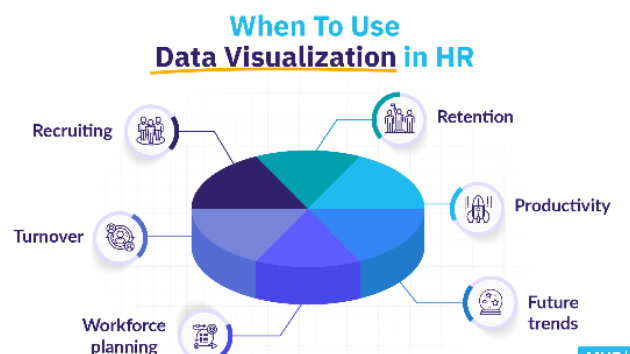 When To Use
Data Visualization in HR
Recruiting
Retention
Turnover
Productivity
Workforce
planning
Future
trends